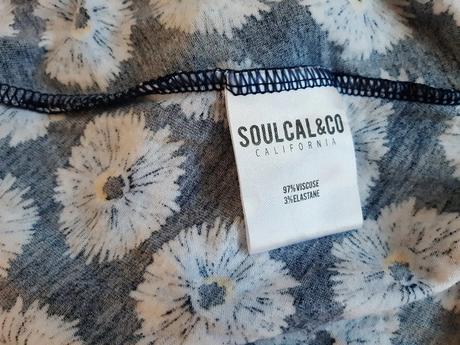 SOULCAL&CO
CALIFORNIA
97% VISCOSE
3% ELASTANE